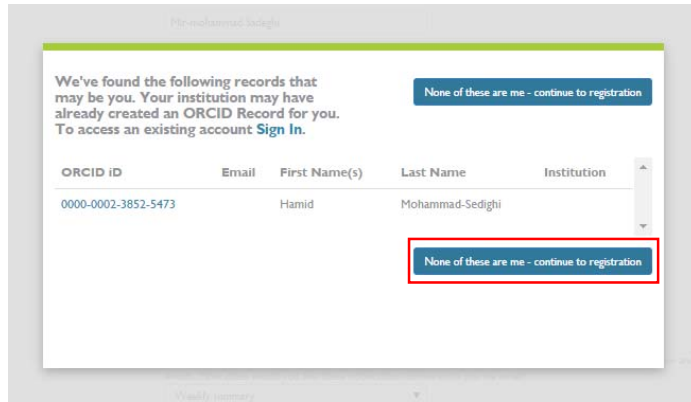 Mir-mohammad sadeghi
We've found the following records that
may be you. Your institution may have
already created an ORCID Record for you.
To access an existing account Sign In.
None of these are me - continue to registration
ORCID iD Email First Name(s) Last Name Institution
0000-0002-3852-5473 Hamid Mohammad-Sedighi
None of these are me - continue to registration
Weekly summary